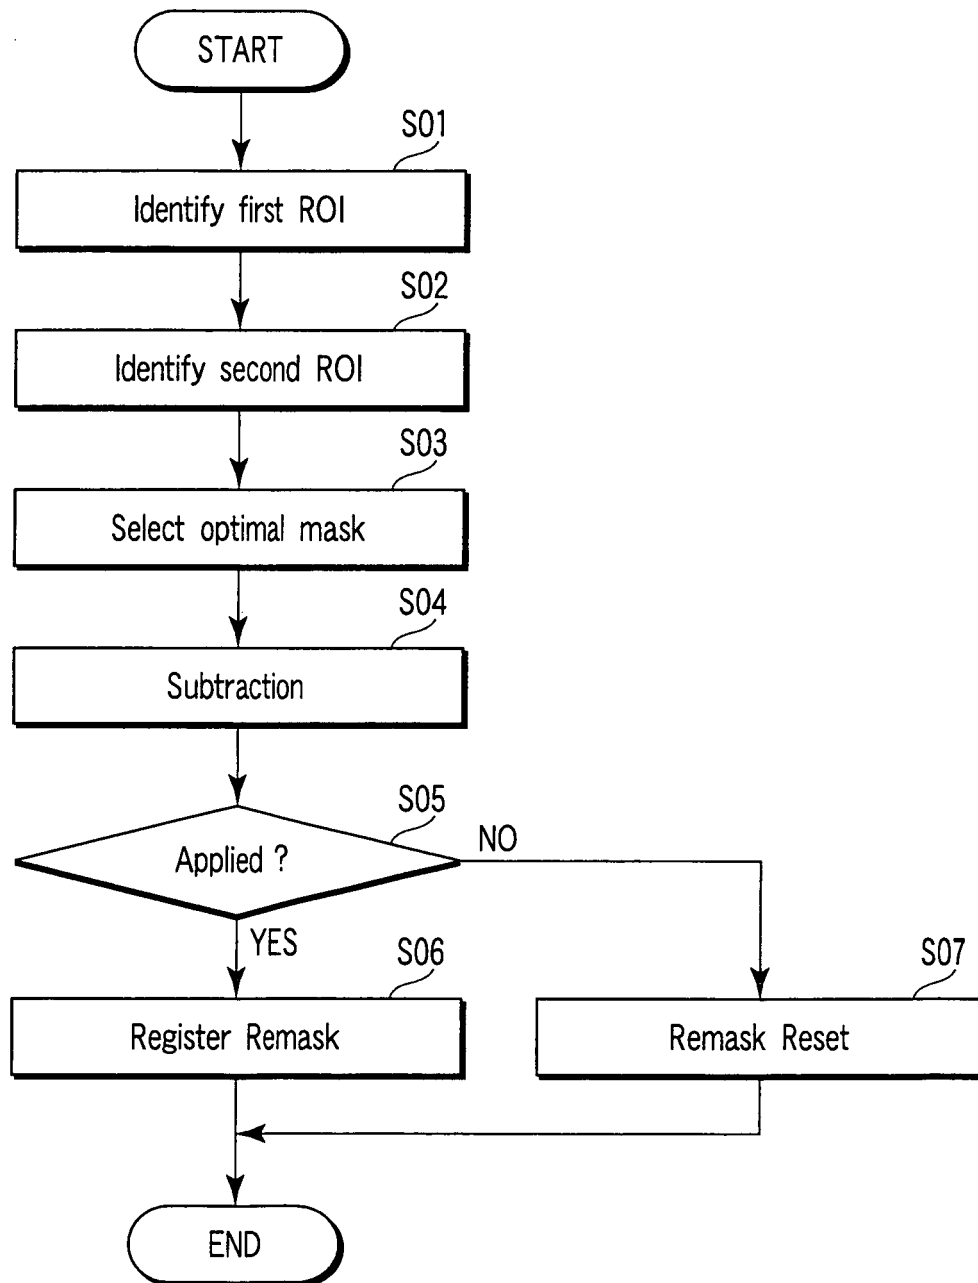 START
S01
Identify first ROI
S02
Identify second ROI
S03
Select optimal mask
S04
Subtraction
S05
Applied ?
NO
YES
S06
Register Remask
S07
Remask Reset
END